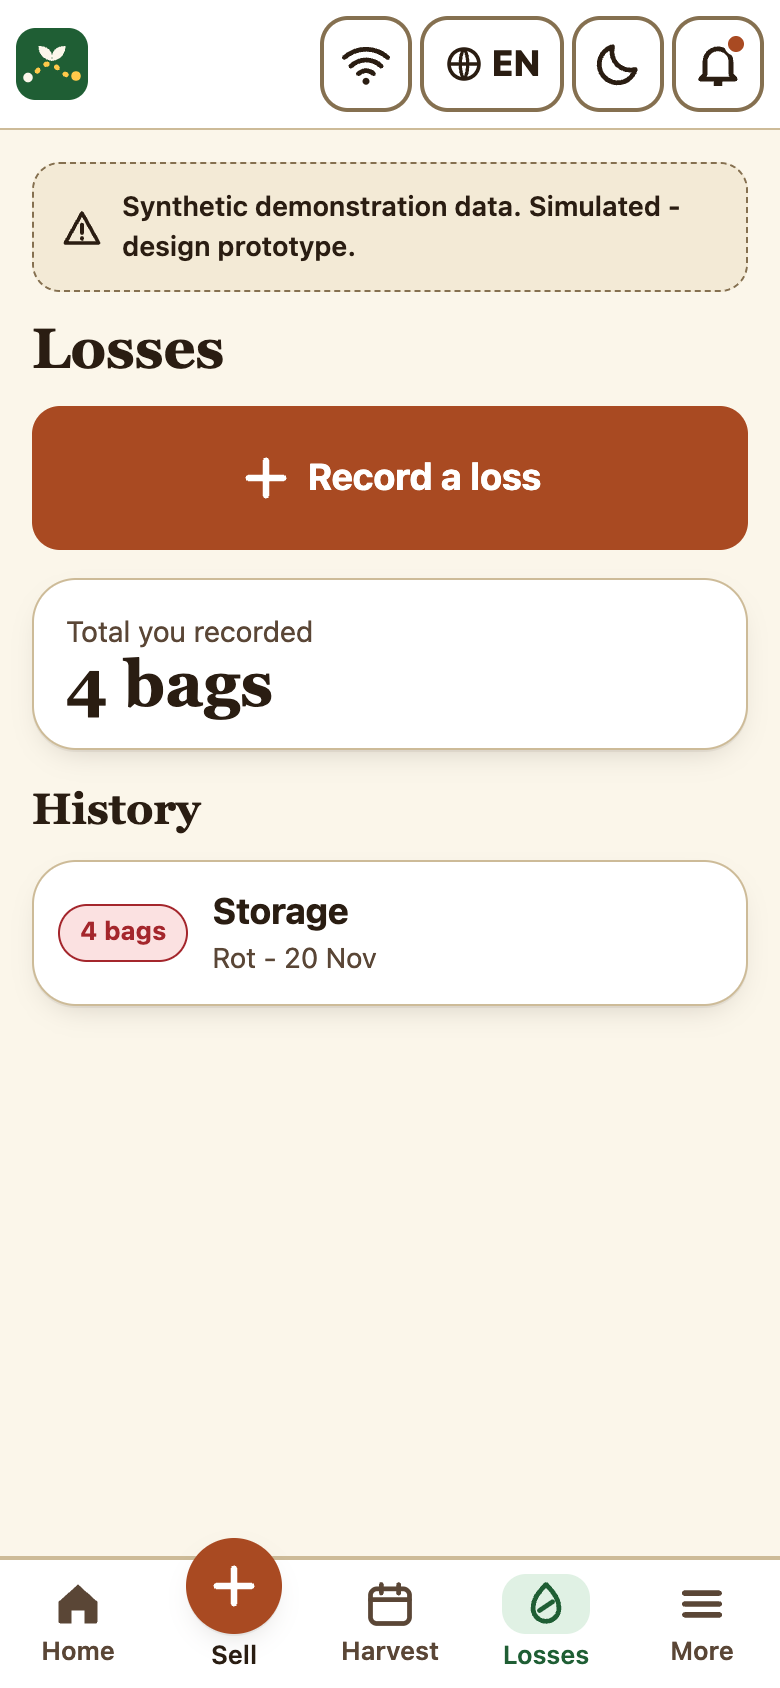 EN
Synthetic demonstration data. Simulated -
design prototype.
Losses
Record a loss
Total you recorded
4 bags
History
4 bags
Storage
Rot - 20 Nov
Home
Sell
Harvest
Losses
More